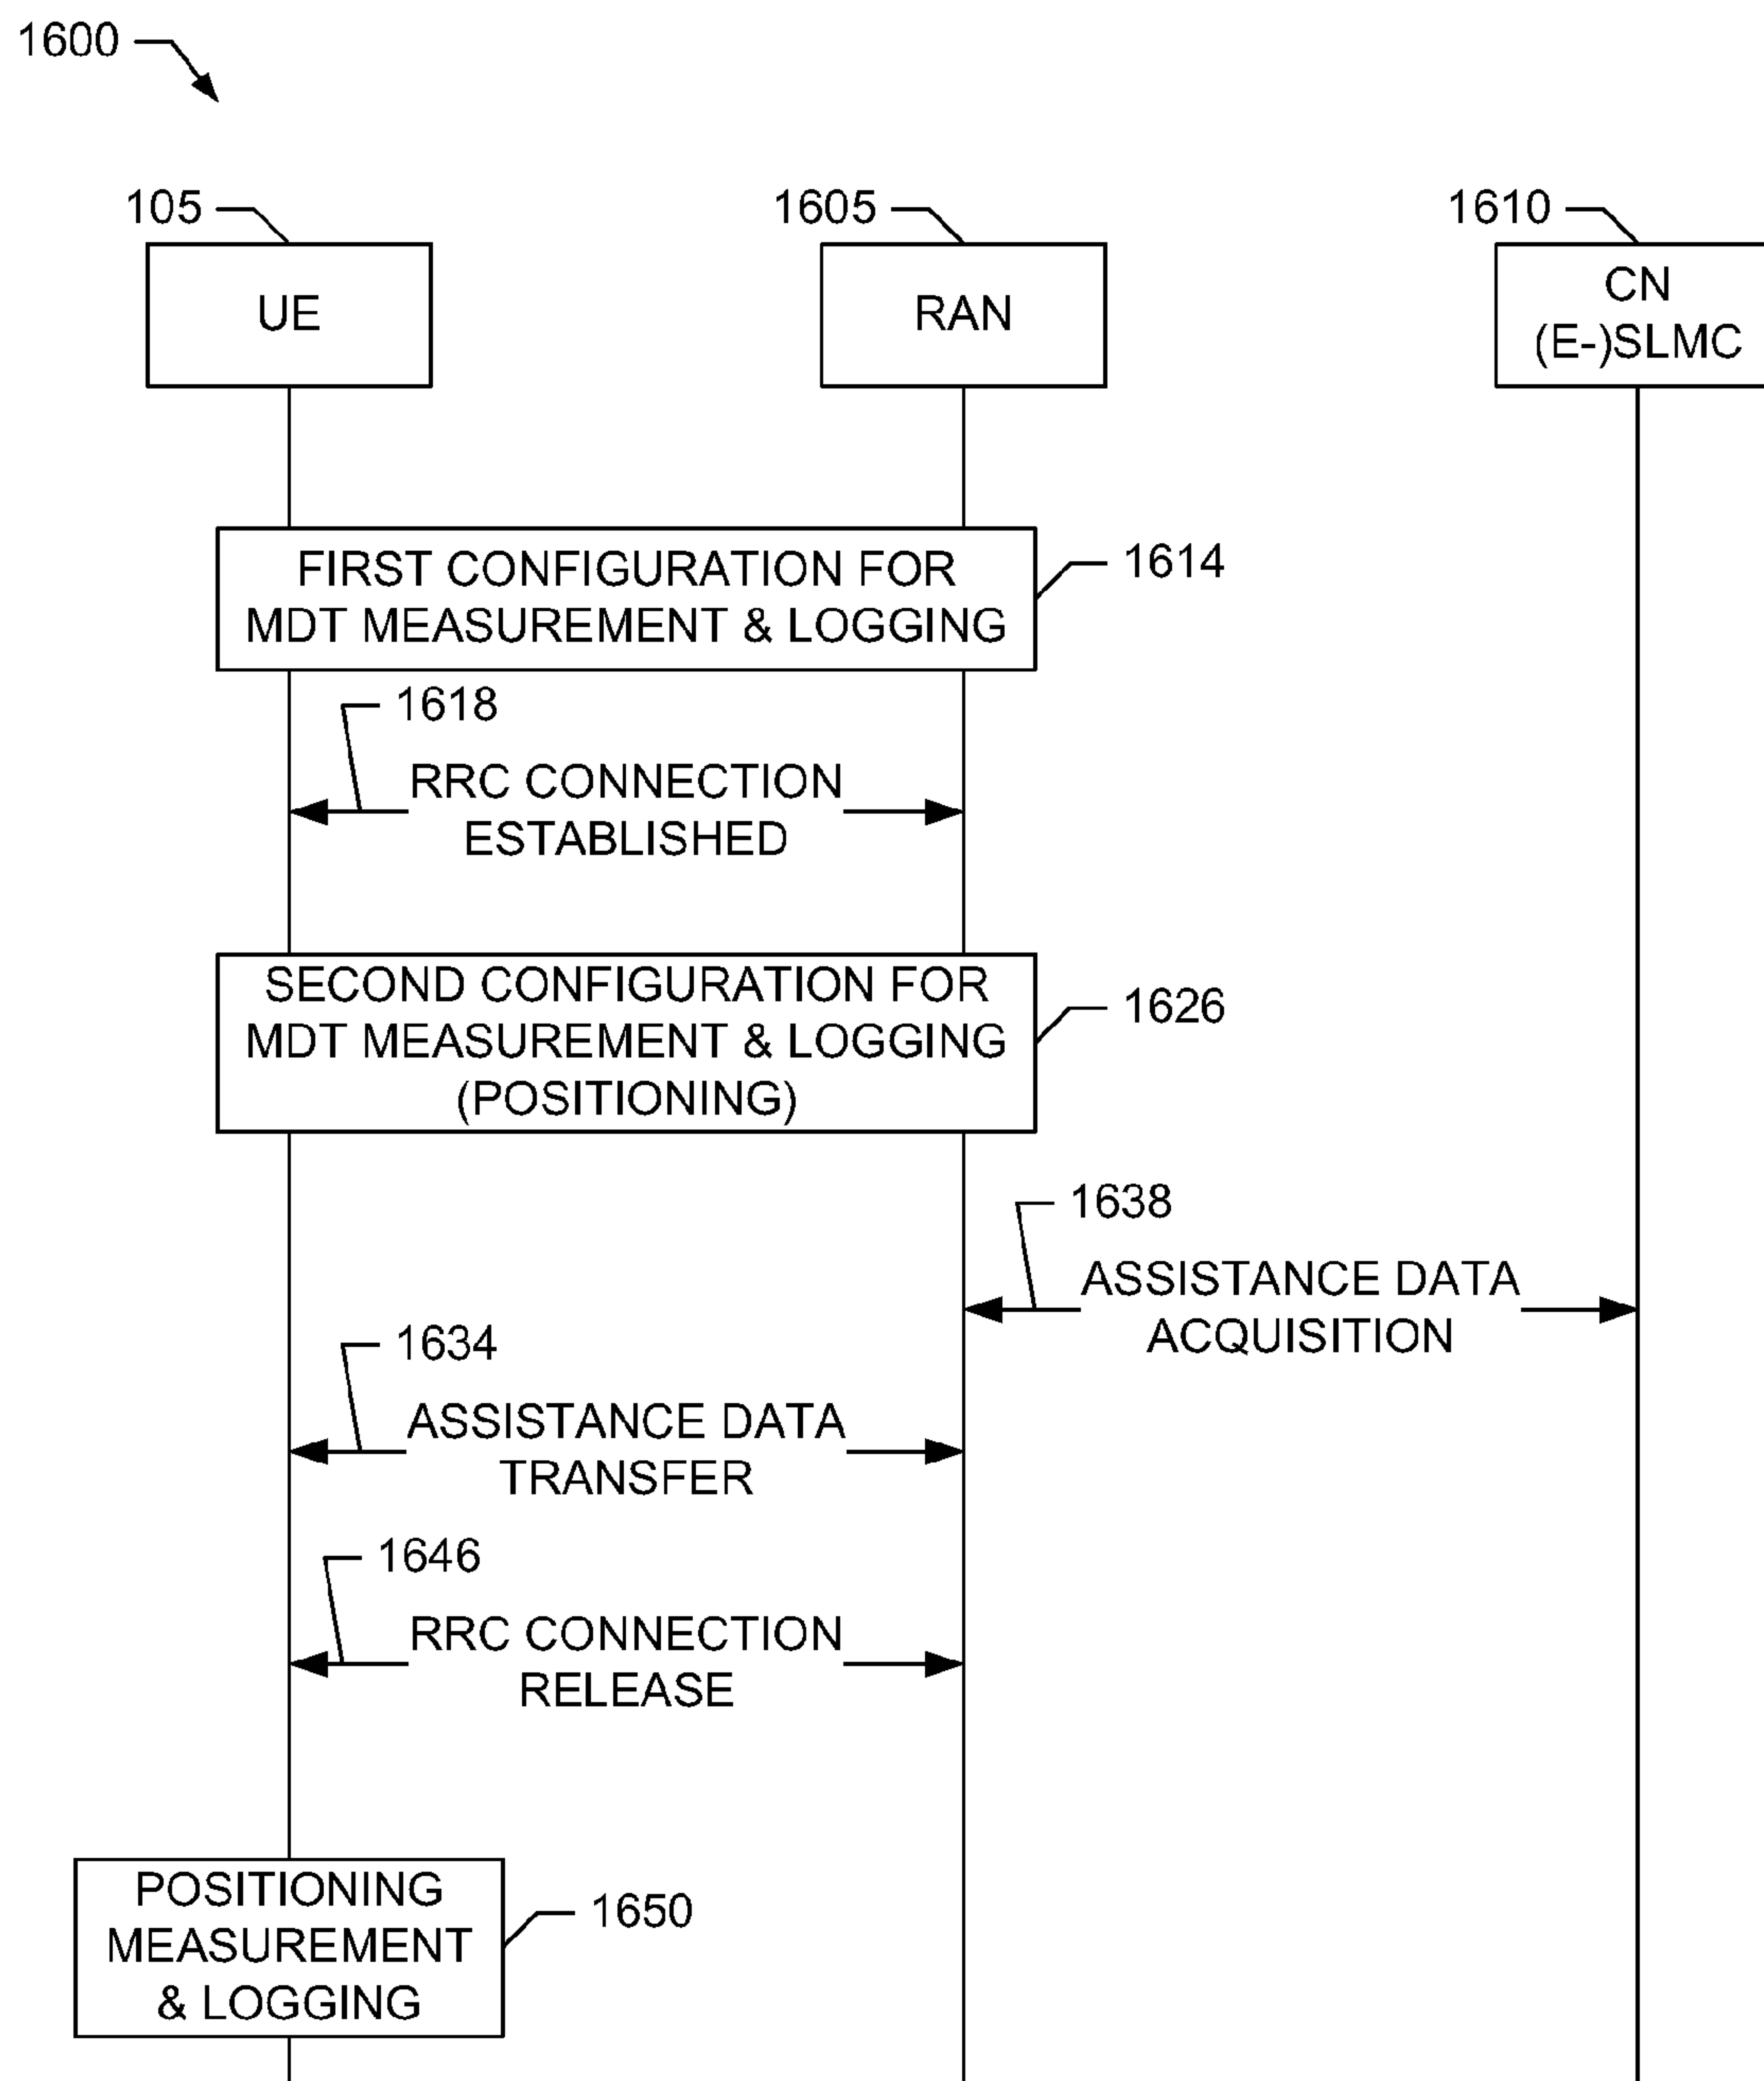 1600
105
1605
1610
UE
RAN
CN
(E-)SLMC
FIRST CONFIGURATION FOR
MDT MEASUREMENT & LOGGING
1614
1618
RRC CONNECTION
ESTABLISHED
SECOND CONFIGURATION FOR
MDT MEASUREMENT & LOGGING
(POSITIONING)
1626
1638
ASSISTANCE DATA
ACQUISITION
1634
ASSISTANCE DATA
TRANSFER
1646
RRC CONNECTION
RELEASE
POSITIONING
MEASUREMENT
& LOGGING
1650